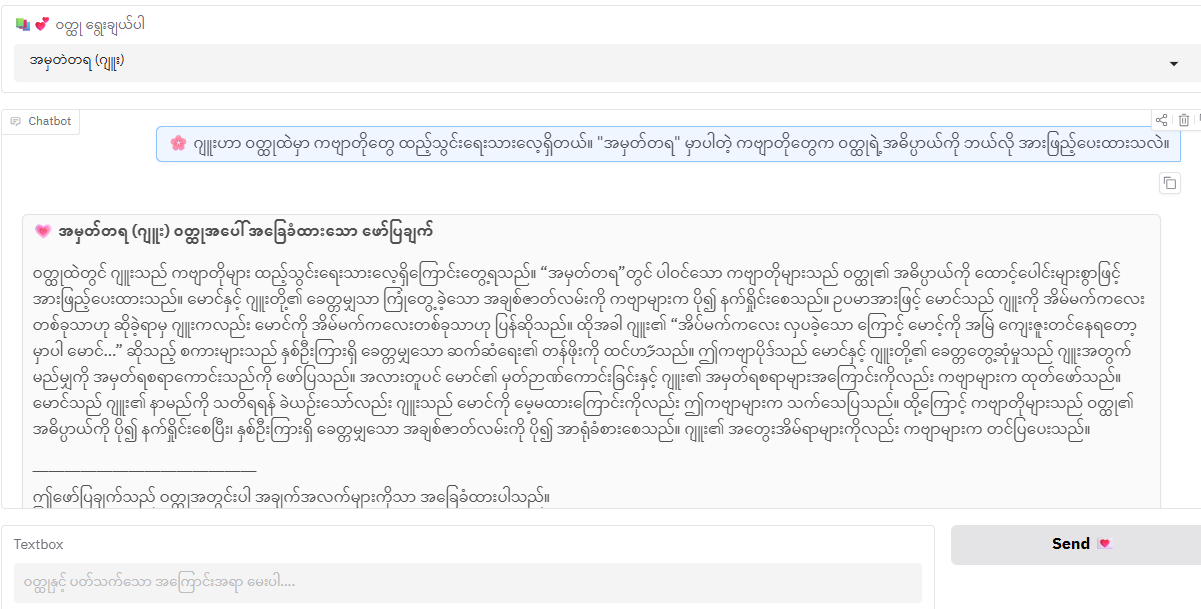 ဝတ္ထု ရွေးချယ်ပါ
အမှတဲတရ (ဂျူး)
Chatbot
ဂျူးဟာ ဝတ္ထုထဲမှာ ကဗျာတိုတွေ ထည့်သွင်းရေးသားလေ့ရှိတယ်။ "အမှတ်တရ" မှာပါတဲ့ ကဗျာတိုတွေက ဝတ္ထုရဲ့အဓိပ္ပာယ်ကို ဘယ်လို အားဖြည့်ပေးထားသလဲ။
အမှတ်တရ (ဂျူး) ဝတ္ထုအပေါ် အခြေခံထားသော ဖော်ပြချက်
ဝတ္ထုထဲတွင် ဂျူးသည် ကဗျာတိုများ ထည့်သွင်းရေးသားလေ့ရှိကြောင်းတွေ့ရသည်။ “အမှတ်တရ”တွင် ပါဝင်သော ကဗျာတိုများသည် ဝတ္ထု၏ အဓိပ္ပာယ်ကို ထောင့်ပေါင်းများစွာဖြင့်
အားဖြည့်ပေးထားသည်။ မောင်နှင့် ဂျူးတို့၏ ခေတ္တမျှသာ ကြုံတွေ့ခဲ့သော အချစ်ဇာတ်လမ်းကို ကဗျာများက ပို၍ နက်ရှိုင်းစေသည်။ ဥပမာအားဖြင့် မောင်သည် ဂျူးကို အိမ်မက်ကလေး
တစ်ခုသာဟု ဆိုခဲ့ရာမှ ဂျူးကလည်း မောင်ကို အိမ်မက်ကလေးတစ်ခုသာဟု ပြန်ဆိုသည်။ ထိုအခါ ဂျူး၏ “အိပ်မက်ကလေး လှပခဲ့သော ကြောင့် မောင့်ကို အမြဲ ကျေးဇူးတင်နေရတော့
မှာပါ မောင်...” ဆိုသည့် စကားများသည် နှစ်ဦးကြားရှိ ခေတ္တမျှသော ဆက်ဆံရေး၏ တန်ဖိုးကို သည်။ ဤကဗျာပိုဒ်သည် မောင်နှင့် ဂျူးတို့၏ ခေတ္တတွေ့ဆုံမှုသည် ဂျူးအတွက်
မည်မျှကို အမှတ်ရစရာကောင်းသည်ကို ဖော်ပြသည်။ အလားတူပင် မောင်၏ မှတ်ဉာဏ်ကောင်းခြင်းနှင့် ဂျူး၏ အမှတ်ရစရာများအကြောင်းကိုလည်း ကဗျာများက ထုတ်ဖော်သည်။
မောင်သည် ဂျူး၏ နာမည်ကို သတိရရန် ခဲယဉ်းသော်လည်း ဂျူးသည် မောင်ကို မေ့မထားကြောင်းကိုလည်း ဤကဗျာများက သက်သေပြသည်။ ထို့ကြောင့် ကဗျာတိုများသည် ဝတ္ထု၏
အဓိပ္ပာယ်ကို ပို၍ နက်ရှိုင်းစေပြီး၊ နှစ်ဦးကြားရှိ ခေတ္တမျှသော အချစ်ဇာတ်လမ်းကို ပို၍ အာရုံခံစားစေသည်။ ဂျူး၏ အတွေးအိမ်ရာများကိုလည်း ကဗျာများက တင်ပြပေးသည်။
ဤဖော်ပြချက်သည် ဝတ္ထုအတွင်းပါ အချက်အလက်များကိုသာ အခြေခံထားပါသည်။
Textbox
Send
ဝတ္ထုနှင့် ပတ်သက်သော အကြောင်းအရာ မေးပါ....